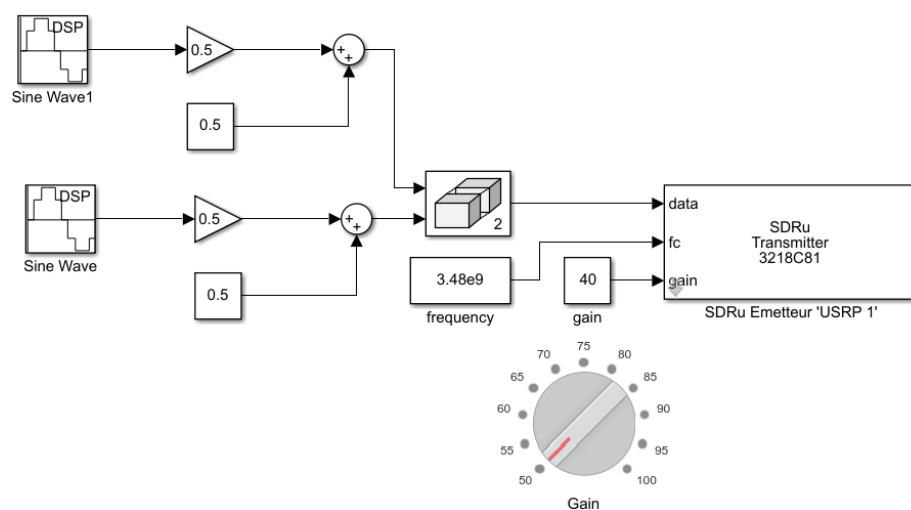 DSP
Sine Wave1
0.5
+
+
0.5
DSP
Sine Wave
0.5
+
+
0.5
2
3.48e9
frequency
40
gain
data
fc
gain
SDRu
Transmitter
3218C81
SDRu Emetteur 'USRP 1'
50
55
60
65
70
75
80
85
90
95
100
Gain